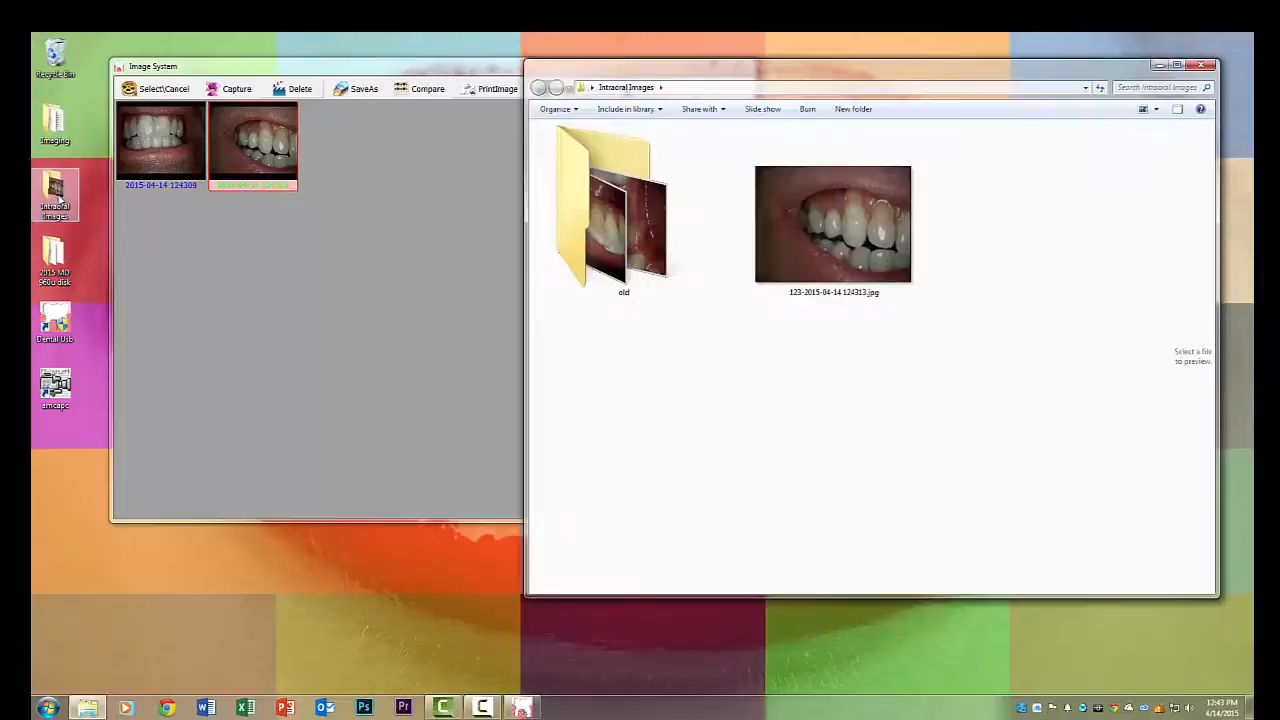 Recycle Bin
Imaging
Intraoral
Images
2015 MD
960u disk
Dental Usb
amcapc
Image System
Select\Cancel
Capture
Delete
SaveAs
Compare
PrintImage
2015-04-14 124309
Intraoral Images
Search Intraoral Images
Organize
Include in library
Share with
Slide show
Burn
New folder
old
123-2015-04-14 124313.jpg
Select a file
to preview.
12:43 PM
4/14/2015